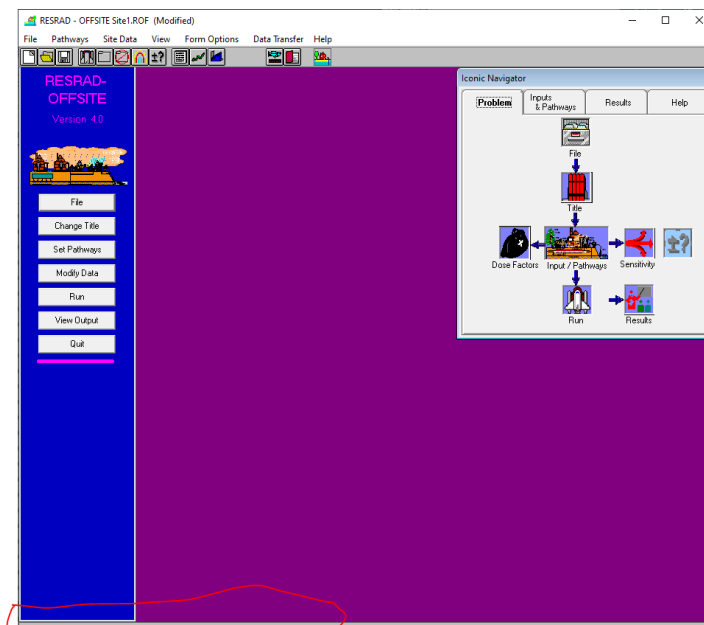 RESRAD - OFFSITE Site1.ROF (Modified)
File Pathways Site Data View Form Options Data Transfer Help
±?
RESRAD-
OFFSITE
Version 4.0
File
Change Title
Set Pathways
Modify Data
Run
View Output
Quit
Iconic Navigator
Problem
Inputs
& Pathways
Results
Help
File
Title
Dose Factors
Input / Pathways
Sensitivity
±?
Run
Results